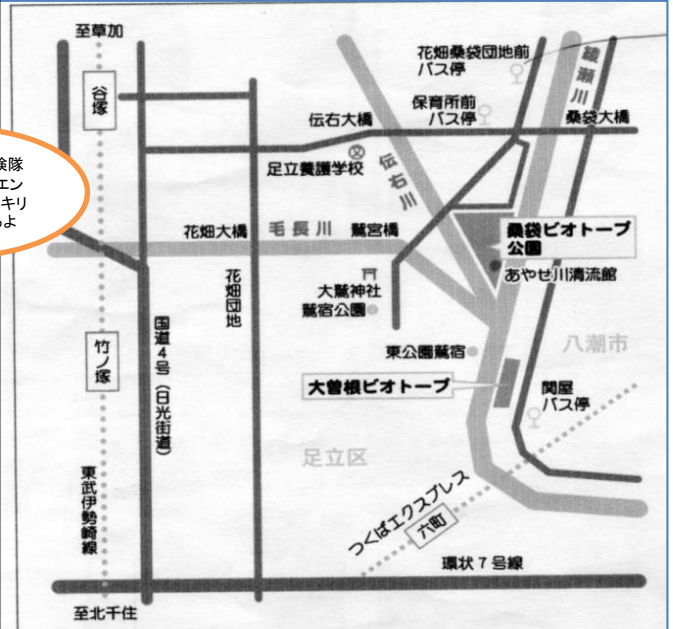 至草加
谷塚
花畑桑袋団地前
バス停
綾瀬川
保育所前
バス停
伝右大橋
桑袋大橋
足立養護学校
伝右川
険隊
エン
キリ
よ
花畑大橋
毛長川
鷲宮橋
桑袋ビオトープ
公園
あやせ川清流館
花畑団地
大鷲神社
鷲宿公園
国道4号(日光街道)
竹ノ塚
東公園鷲宿
八潮市
大曽根ビオトープ
関屋
バス停
足立区
東武伊勢崎線
つくばエクスプレス
六町
環状7号線
至北千住